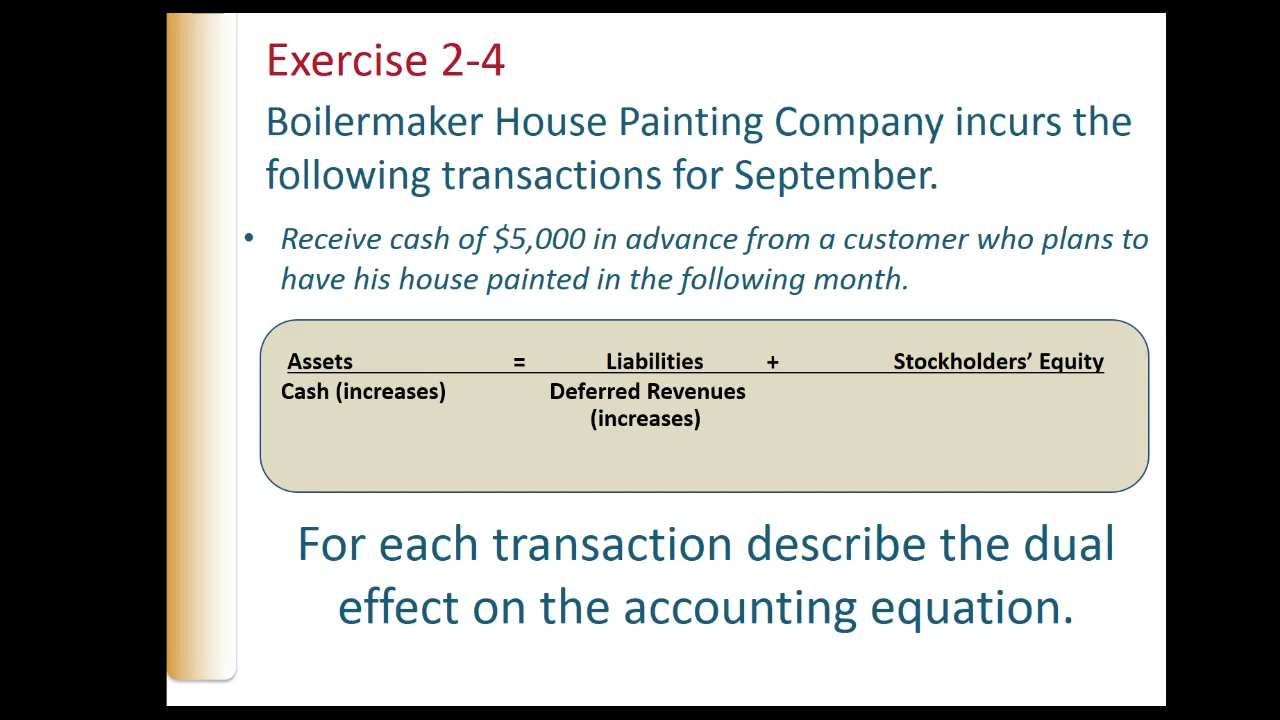 Exercise 2-4
Boilermaker House Painting Company incurs the
following transactions for September.
• Receive cash of $5,000 in advance from a customer who plans to
have his house painted in the following month.
Assets = Liabilities + Stockholders’ Equity
Cash (increases) Deferred Revenues
(increases)
For each transaction describe the dual
effect on the accounting equation.